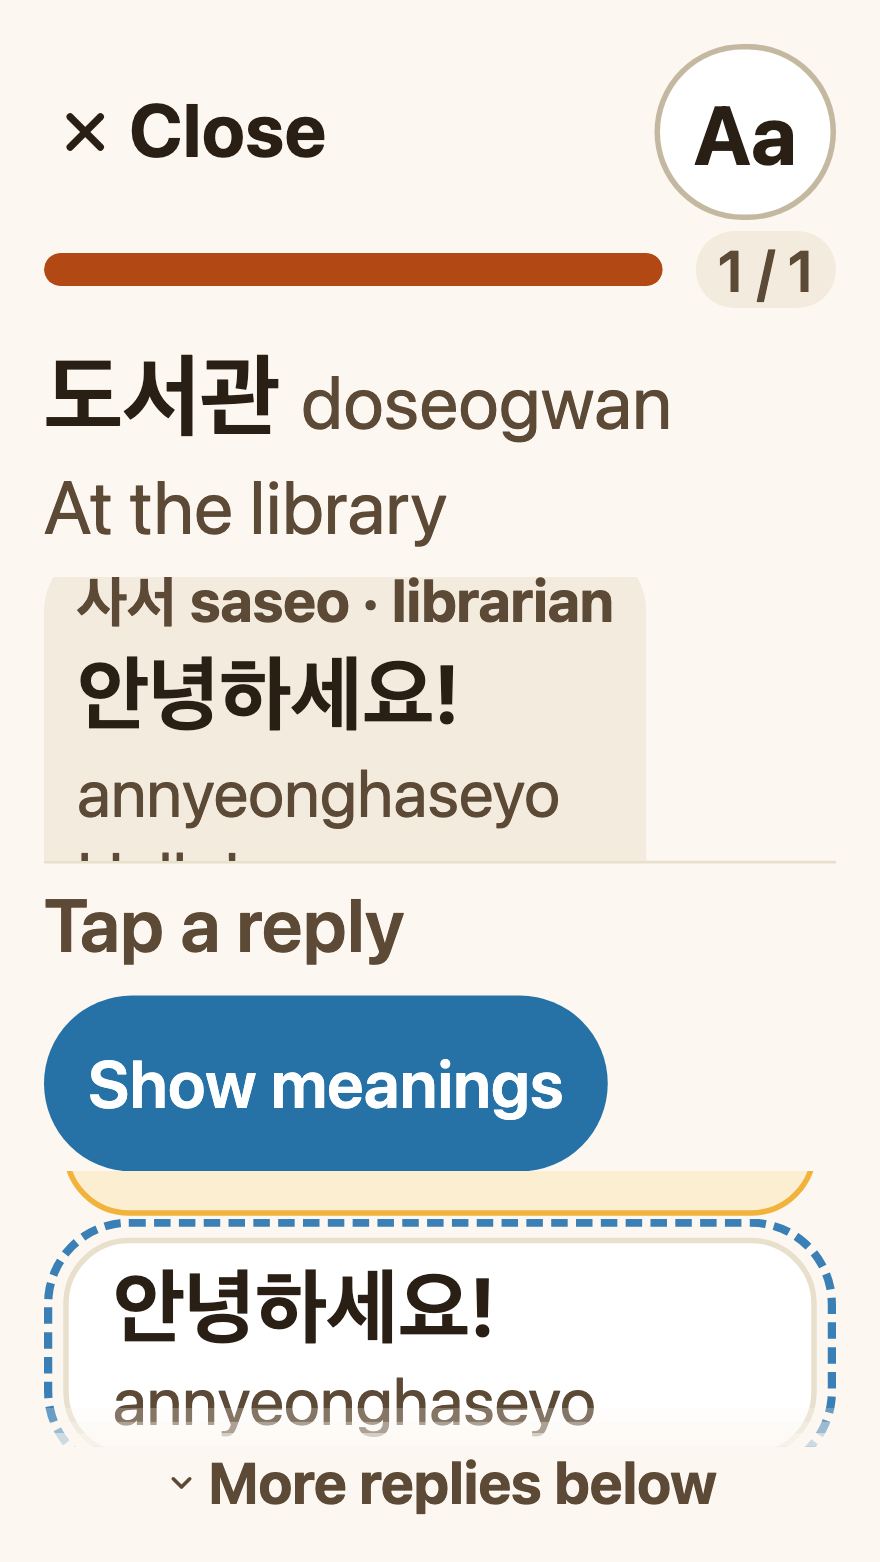 × Close
Aa
1 / 1
도서관 doseogwan
At the library
사서 saseo · librarian
안녕하세요!
annyeonghaseyo
Tap a reply
Show meanings
안녕하세요!
annyeonghaseyo
More replies below